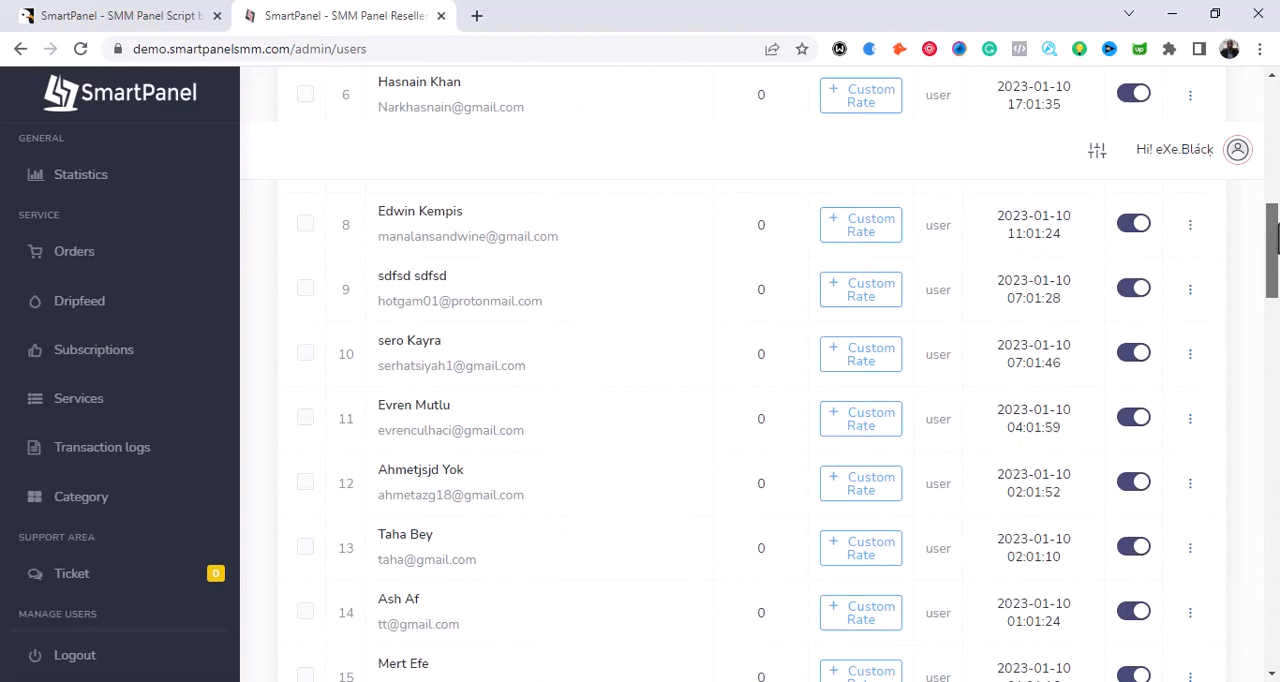 SmartPanel - SMM Panel Script b
SmartPanel - SMM Panel Reseller
demo.smartpanelsmm.com/admin/users
SmartPanel
GENERAL
Statistics
SERVICE
Orders
Dripfeed
Subscriptions
Services
Transaction logs
Category
SUPPORT AREA
Ticket 0
MANAGE USERS
Logout
Hi! eXe.Bláck
6 Hasnain Khan 0 + Custom user 2023-01-10
Narkhasnain@gmail.com Rate 17:01:35
8 Edwin Kempis 0 + Custom user 2023-01-10
manalansandwine@gmail.com Rate 11:01:24
9 sdfsd sdfsd 0 + Custom user 2023-01-10
hotgam01@protonmail.com Rate 07:01:28
10 sero Kayra 0 + Custom user 2023-01-10
serhatsiyah1@gmail.com Rate 07:01:46
11 Evren Mutlu 0 + Custom user 2023-01-10
evrenculhaci@gmail.com Rate 04:01:59
12 Ahmetjsjd Yok 0 + Custom user 2023-01-10
ahmetazg18@gmail.com Rate 02:01:52
13 Taha Bey 0 + Custom user 2023-01-10
taha@gmail.com Rate 02:01:10
14 Ash Af 0 + Custom user 2023-01-10
tt@gmail.com Rate 01:01:24
15 Mert Efe 0 + Custom user 2023-01-10